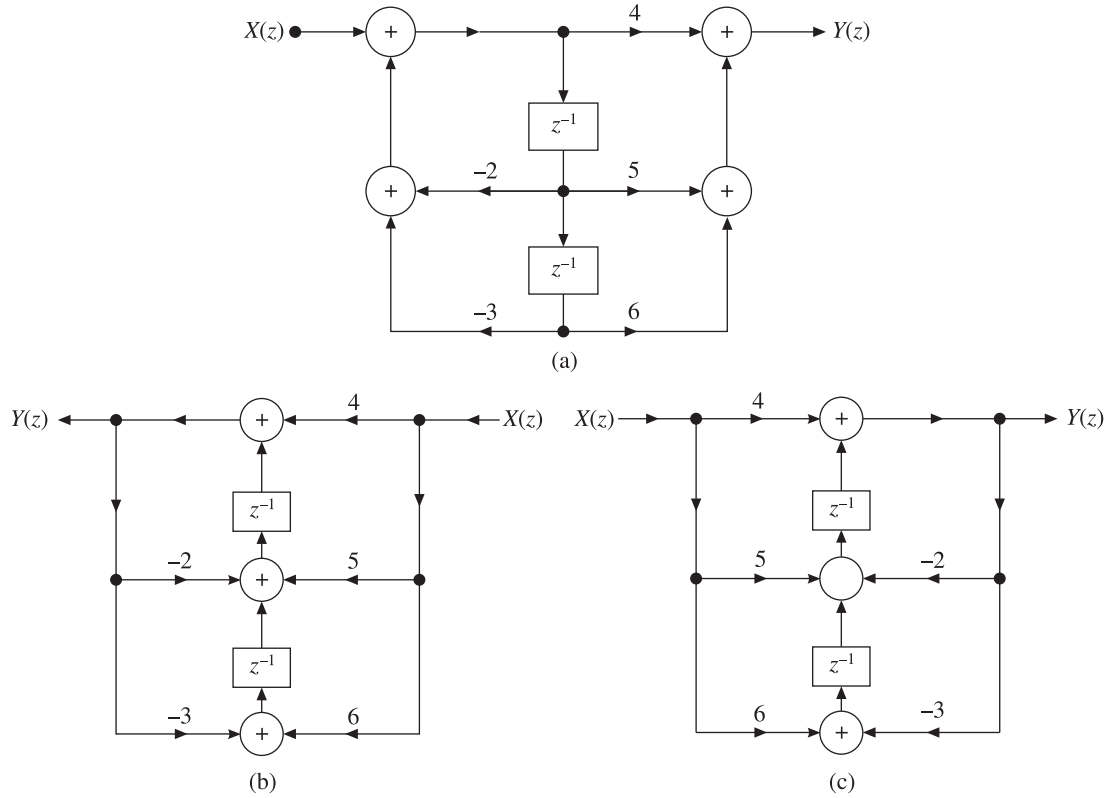 4
X(z) + + Y(z)
z⁻¹
+ −2 5 +
z⁻¹
−3 6
(a)
Y(z) + 4 X(z)
z⁻¹
−2 + 5
z⁻¹
−3 + 6
(b)
X(z) 4 + Y(z)
z⁻¹
5 −2
z⁻¹
6 + −3
(c)